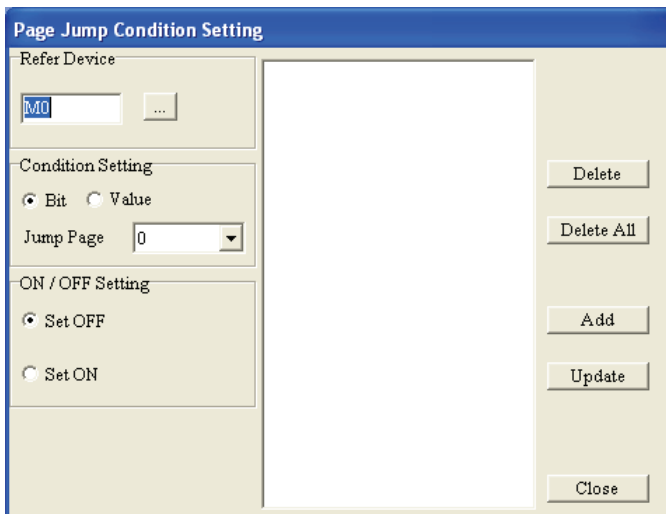 Page Jump Condition Setting
Refer Device
M0
...
Condition Setting
Bit Value
Jump Page 0
ON / OFF Setting
Set OFF
Set ON
Delete
Delete All
Add
Update
Close